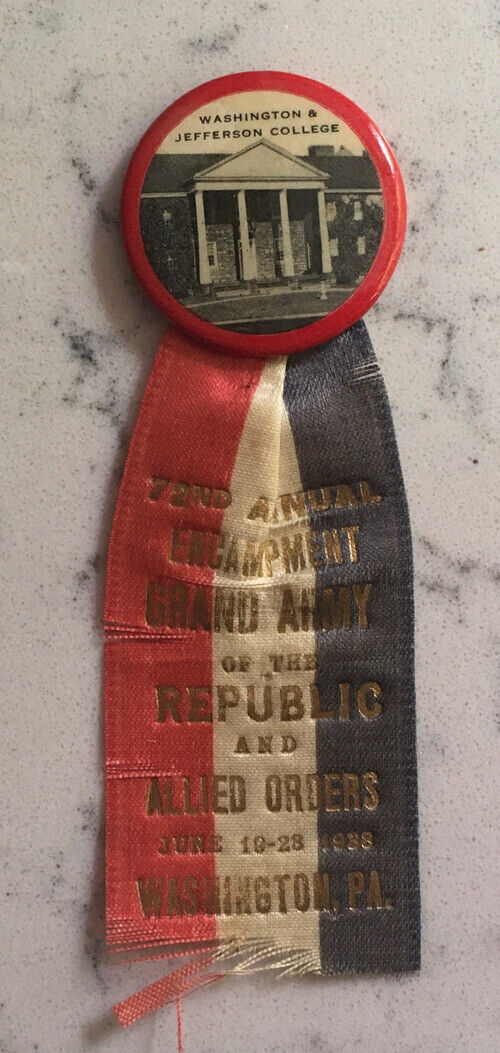 WASHINGTON &
JEFFERSON COLLEGE
72ND ANNUAL
ENCAMPMENT
GRAND ARMY
OF THE
REPUBLIC
AND
ALLIED ORDERS
JUNE 19-23 1938
WASHINGTON, PA.